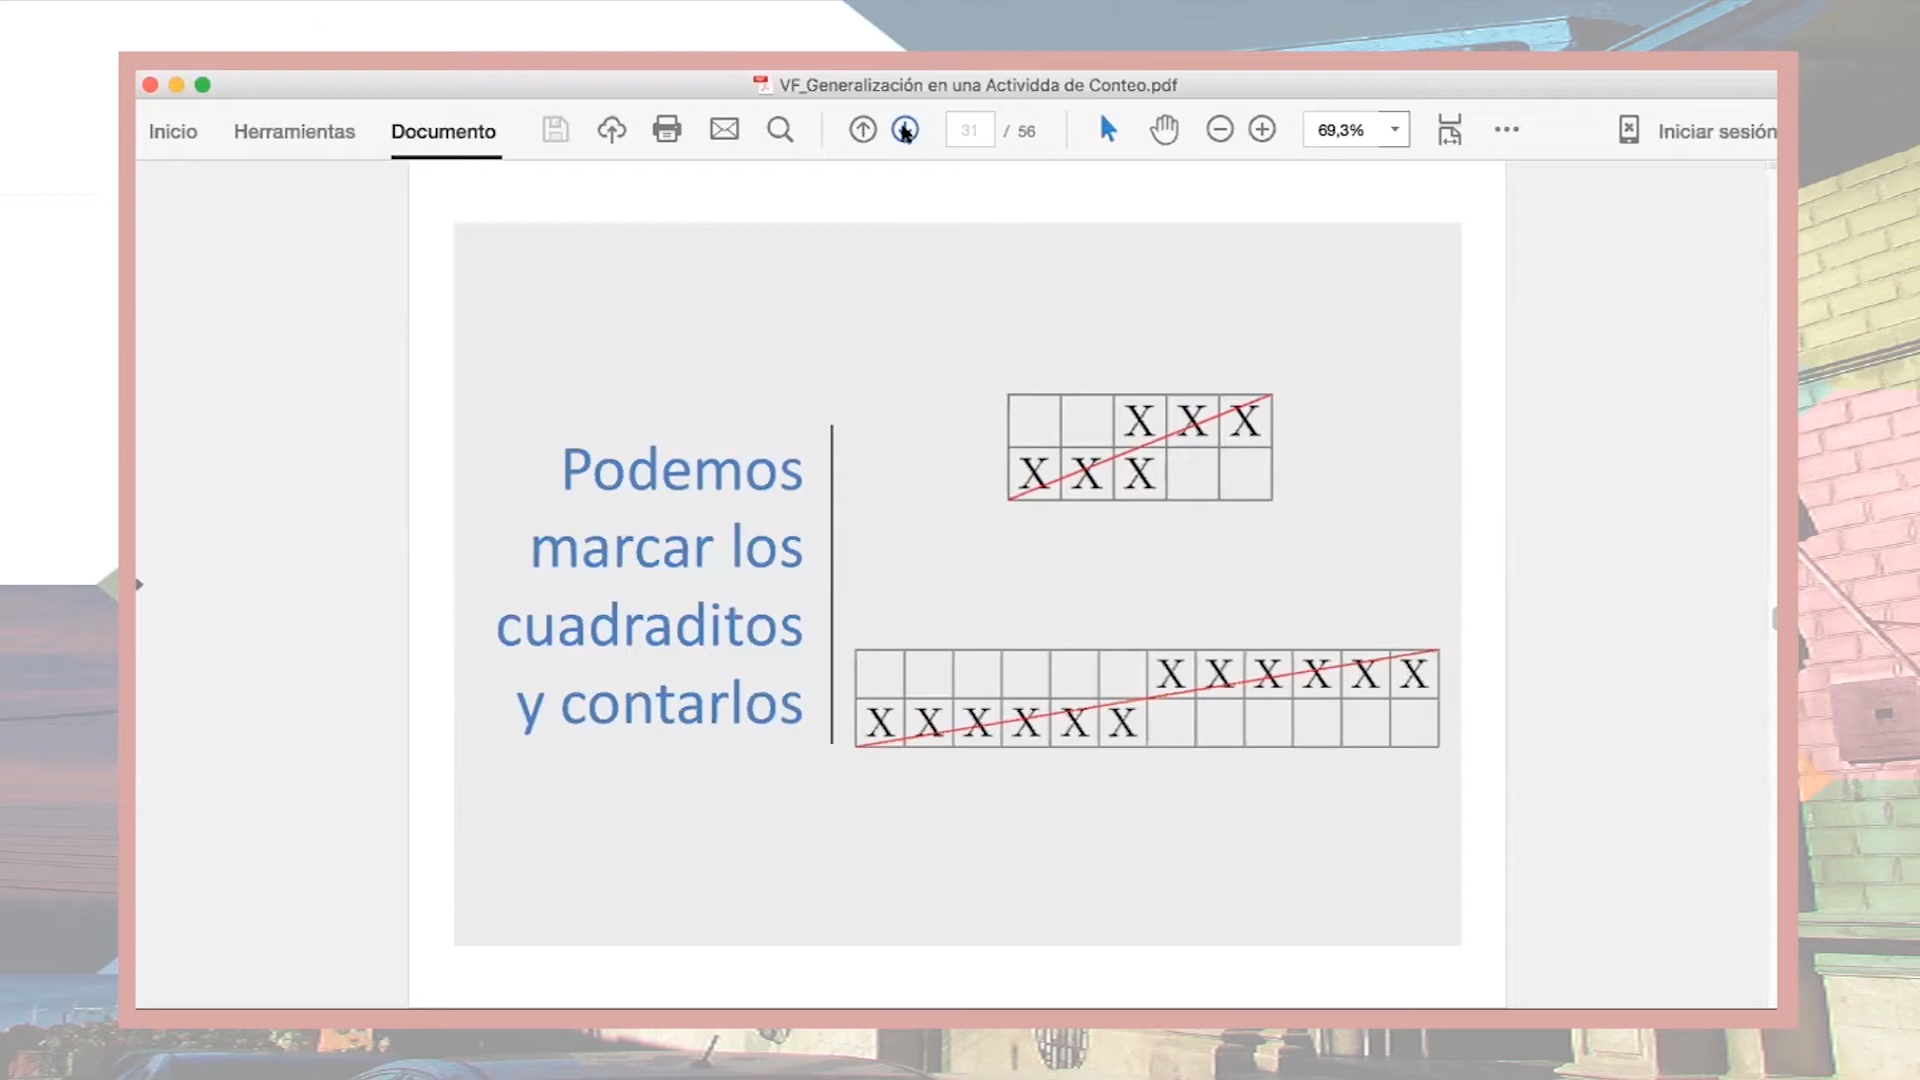 VF_Generalización en una Actividda de Conteo.pdf
Inicio Herramientas Documento 31 / 56 69,3% Iniciar sesión
Podemos
marcar los
cuadraditos
y contarlos
X X X
X X X
X X X X X X
X X X X X X